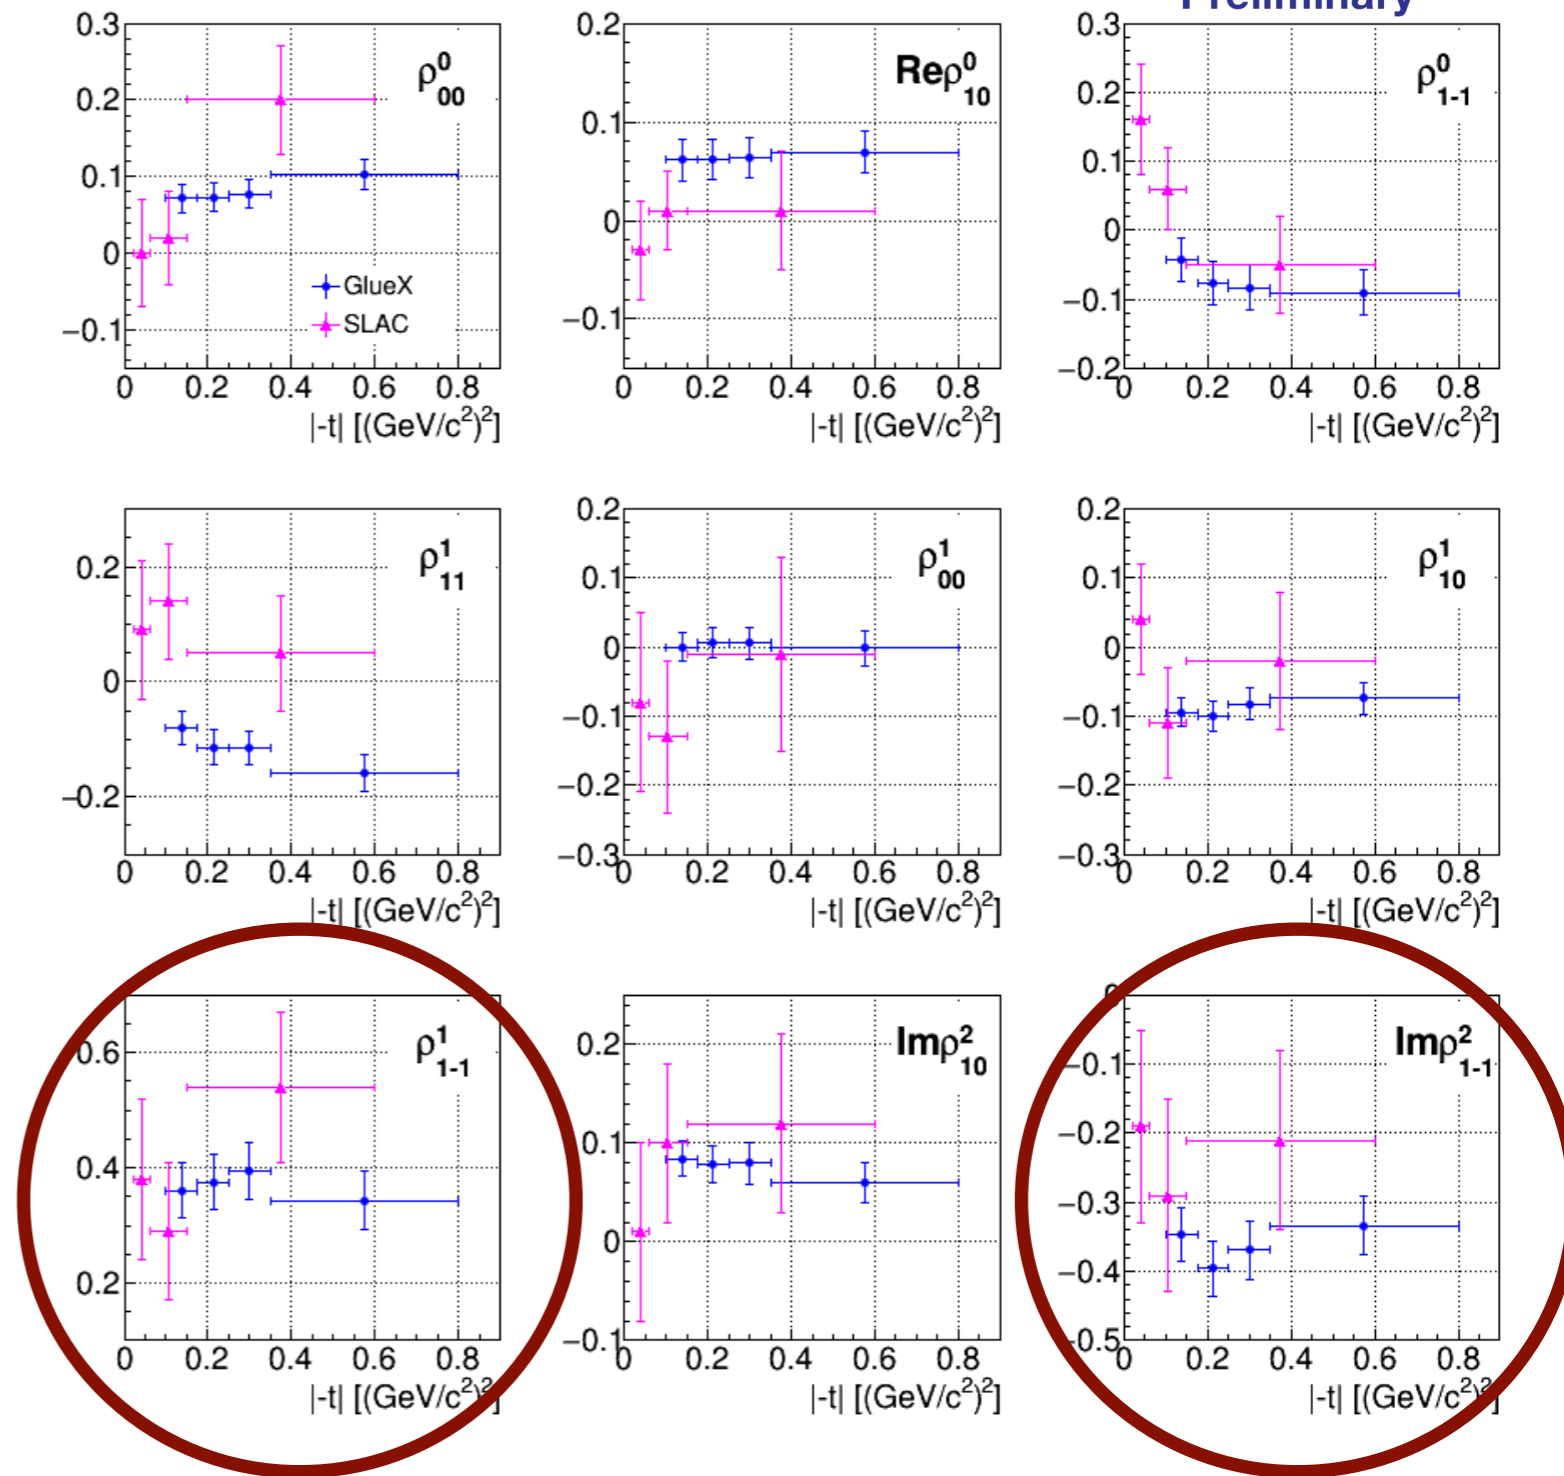 Preliminary
0.3 0.2 0.1 0 −0.1
ρ⁰₀₀
GlueX
SLAC
0 0.2 0.4 0.6 0.8
|-t| [(GeV/c²)²]
0.2 0.1 0 −0.1
Reρ⁰₁₀
0 0.2 0.4 0.6 0.8
|-t| [(GeV/c²)²]
0.3 0.2 0.1 0 −0.1 −0.2
ρ⁰₁₋₁
0 0.2 0.4 0.6 0.8
|-t| [(GeV/c²)²]
0.2 0 −0.2
ρ¹₁₁
0 0.2 0.4 0.6 0.8
|-t| [(GeV/c²)²]
0.2 0.1 0 −0.1 −0.2 −0.3
ρ¹₀₀
0 0.2 0.4 0.6 0.8
|-t| [(GeV/c²)²]
0.2 0.1 0 −0.1 −0.2 −0.3
ρ¹₁₀
0 0.2 0.4 0.6 0.8
|-t| [(GeV/c²)²]
0.6 0.4 0.2
ρ¹₁₋₁
0 0.2 0.4 0.6 0.8
|-t| [(GeV/c²)²]
0.2 0.1 0 −0.1
Imρ²₁₀
0 0.2 0.4 0.6 0.8
|-t| [(GeV/c²)²]
0 −0.1 −0.2 −0.3 −0.4 −0.5
Imρ²₁₋₁
0 0.2 0.4 0.6 0.8
|-t| [(GeV/c²)²]